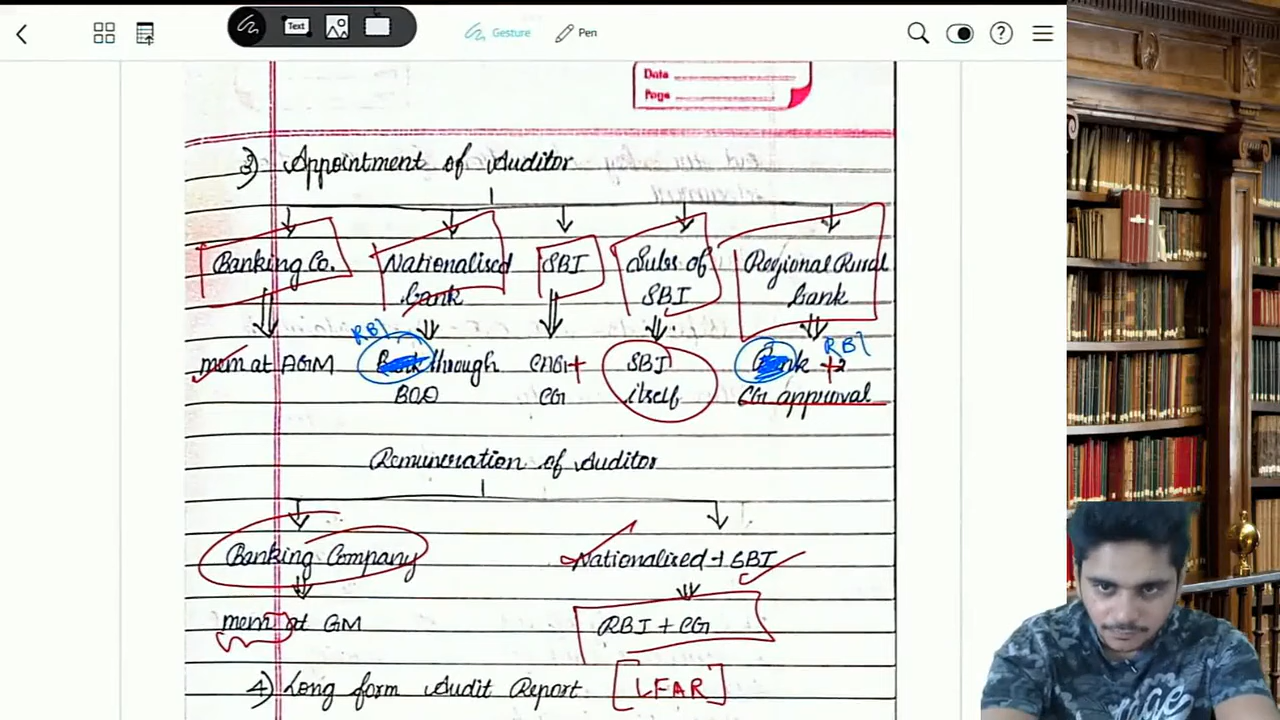 Text
Gesture
Pen
Date
Page
3) Appointment of Auditor
Banking Co. Nationalised bank SBI Subs of SBI Regional Rural bank
RBI RBI
mem at AGM through BOD CAG+ CG SBI itself + CG approval
Remuneration of Auditor
Banking Company Nationalised + SBI
mem at GM RBI + CG
4) Long form Audit Report [LFAR]